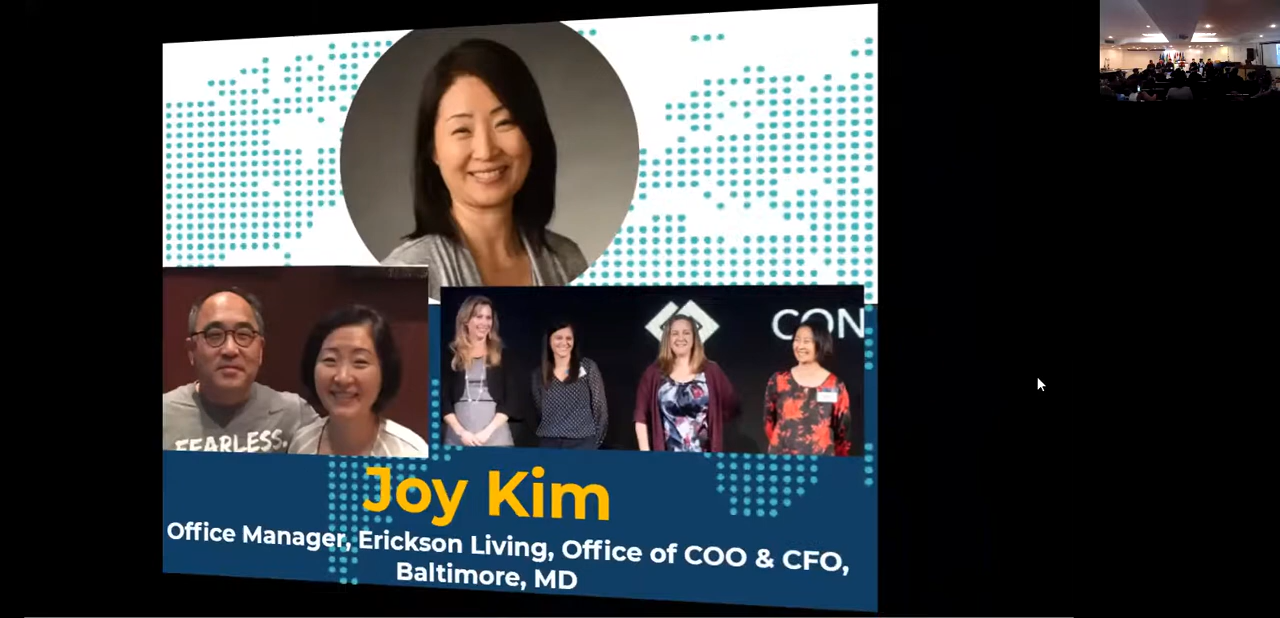 CON
FEARLESS.
Joy Kim
Office Manager, Erickson Living, Office of COO & CFO,
Baltimore, MD